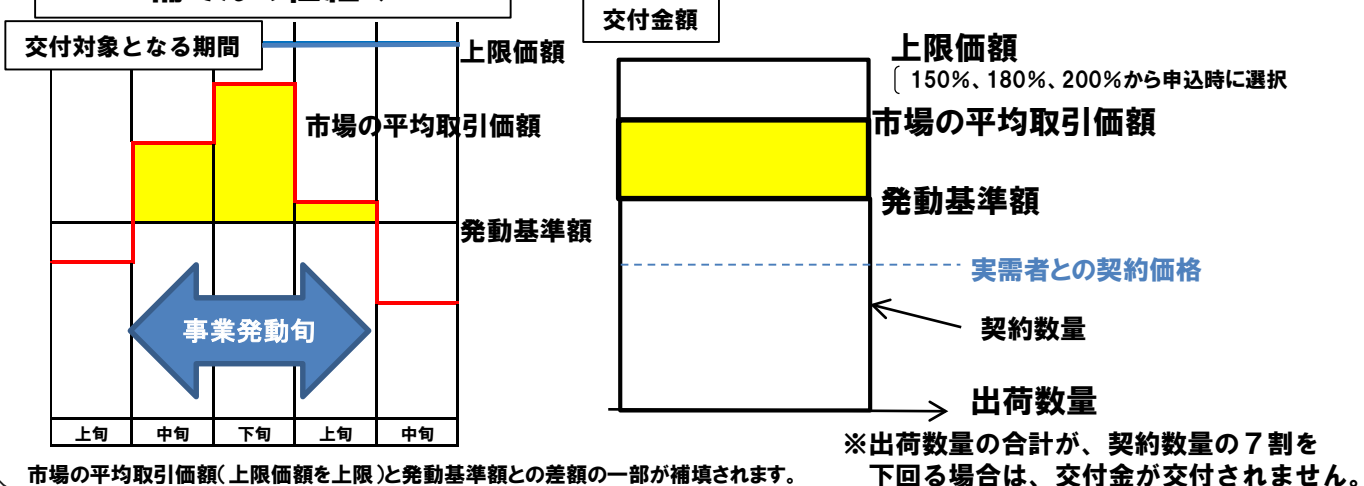 交付対象となる期間
上限価額
市場の平均取引価額
発動基準額
事業発動旬
上旬
中旬
下旬
上旬
中旬
市場の平均取引価額(上限価額を上限)と発動基準額との差額の一部が補填されます。
交付金額
上限価額
150%、180%、200%から申込時に選択
市場の平均取引価額
発動基準額
実需者との契約価格
契約数量
出荷数量
※出荷数量の合計が、契約数量の7割を
下回る場合は、交付金が交付されません。